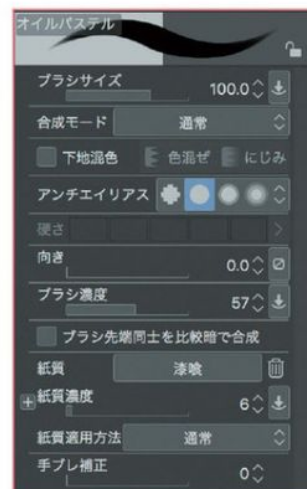 オイルパステル
ブラシサイズ 100.0
合成モード 通常
下地混色 色混ぜ にじみ
アンチエイリアス
硬さ
向き 0.0
ブラシ濃度 57
ブラシ先端同士を比較暗で合成
紙質 漆喰
紙質濃度 6
紙質適用方法 通常
手ブレ補正 0